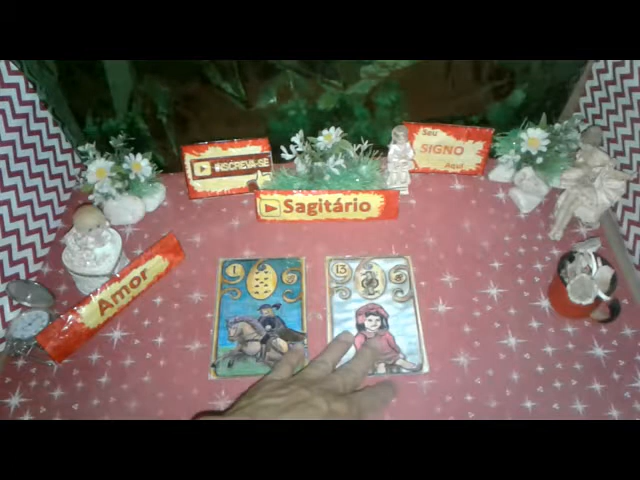 INSCREVA-SE
Seu
SIGNO
Aqui
Sagitário
Amor
1
13